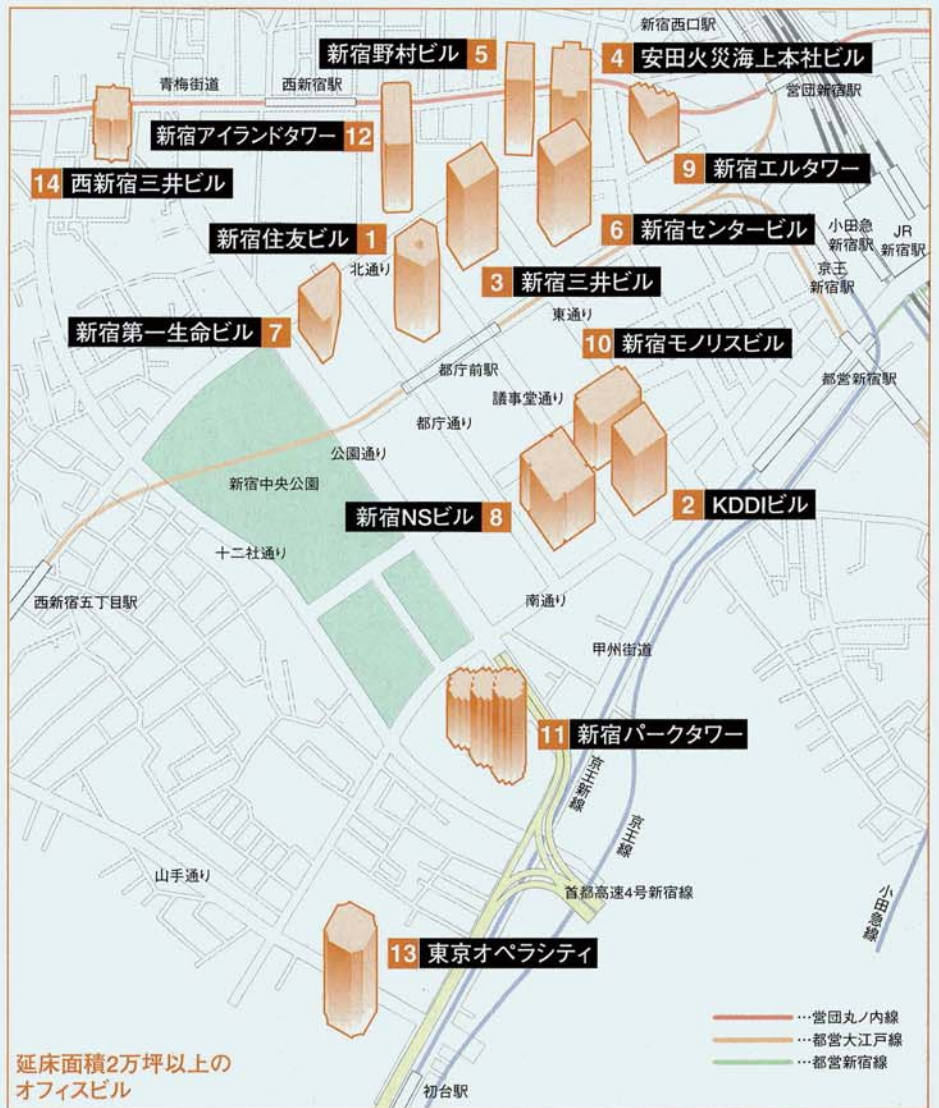 新宿西口駅
新宿野村ビル 5
4 安田火災海上本社ビル
青梅街道
西新宿駅
営団新宿駅
新宿アイランドタワー 12
14 西新宿三井ビル
9 新宿エルタワー
新宿住友ビル 1
6 新宿センタービル
小田急
新宿駅
JR
新宿駅
北通り
3 新宿三井ビル
京王
新宿駅
新宿第一生命ビル 7
東通り
10 新宿モノリスビル
都庁前駅
都営新宿駅
議事堂通り
都庁通り
公園通り
新宿中央公園
新宿NSビル 8
2 KDDIビル
十二社通り
西新宿五丁目駅
南通り
甲州街道
11 新宿パークタワー
京王新線
京王線
山手通り
首都高速4号新宿線
小田急線
13 東京オペラシティ
…営団丸ノ内線
…都営大江戸線
…都営新宿線
延床面積2万坪以上の
オフィスビル
初台駅